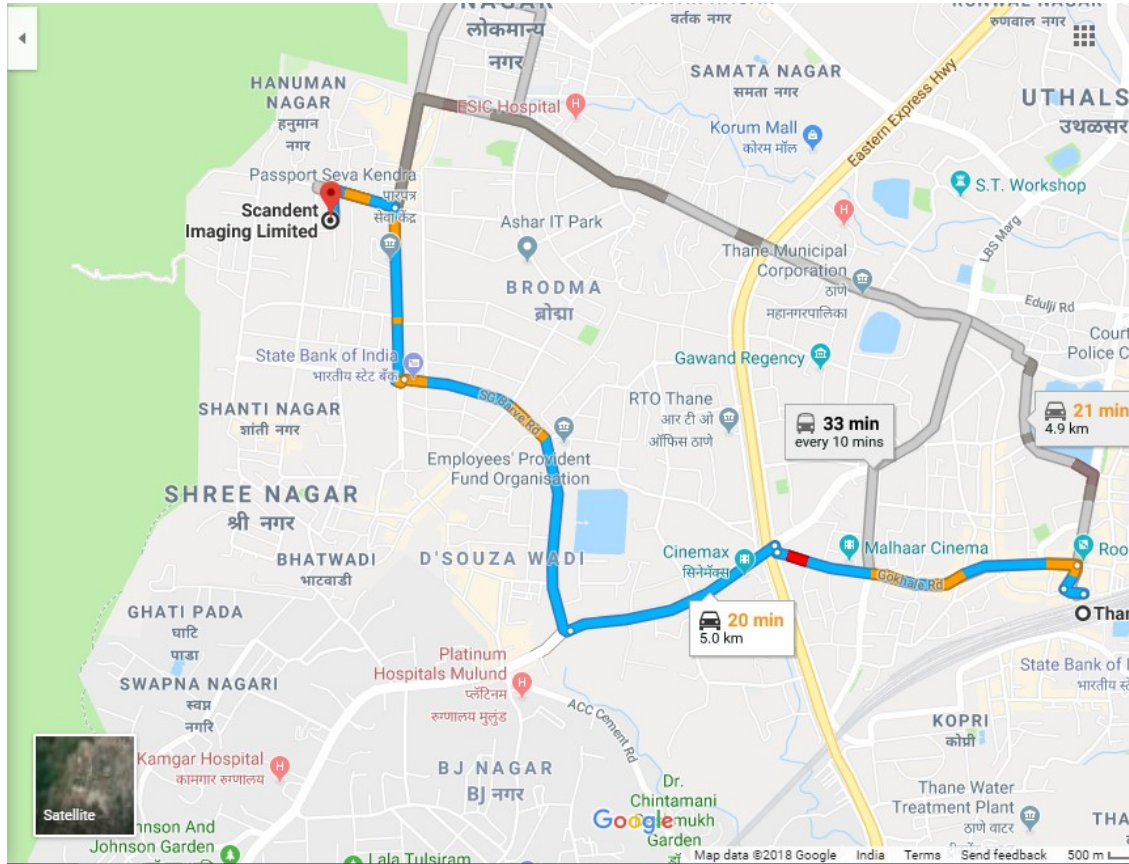 NAGAR
लोकमान्य
नगर
वर्तक नगर
रुणवाल नगर
HANUMAN
NAGAR
हनुमान
नगर
ESIC Hospital
SAMATA NAGAR
समता नगर
Korum Mall
कोरम मॉल
Eastern Express Hwy
UTHALS
उथळसर
S.T. Workshop
Passport Seva Kendra
पारपत्र
सेवा केंद्र
Scandent
Imaging Limited
Ashar IT Park
LBS Marg
Thane Municipal
Corporation
ठाणे
महानगरपालिका
BRODMA
ब्रोद्मा
Edulji Rd
Court
Police C
State Bank of India
भारतीय स्टेट बँक
Gawand Regency
SHANTI NAGAR
शांती नगर
SG Barve Rd
RTO Thane
आर टी ओ
ऑफिस ठाणे
33 min
every 10 mins
21 min
4.9 km
Employees' Provident
Fund Organisation
SHREE NAGAR
श्री नगर
BHATWADI
भाटवाडी
D'SOUZA WADI
Cinemax
सिनेमॅक्स
Malhaar Cinema
Roo
Gokhale Rd
GHATI PADA
घाटि
पाडा
20 min
5.0 km
Than
Platinum
Hospitals Mulund
प्लॅटिनम
रुग्णालय मुलुंड
State Bank of I
भारतीय स्टे
SWAPNA NAGARI
स्वप्न
नगरि
ACC Cement Rd
KOPRI
कोप्री
Kamgar Hospital
कामगार रुग्णालय
BJ NAGAR
BJ नगर
Dr.
Chintamani
Garden
Google
Thane Water
Treatment Plant
ठाणे वाटर
THA
Satellite
nnson And
Johnson Garden
Lala Tulsiram
Map data ©2018 Google India Terms Send feedback 500 m